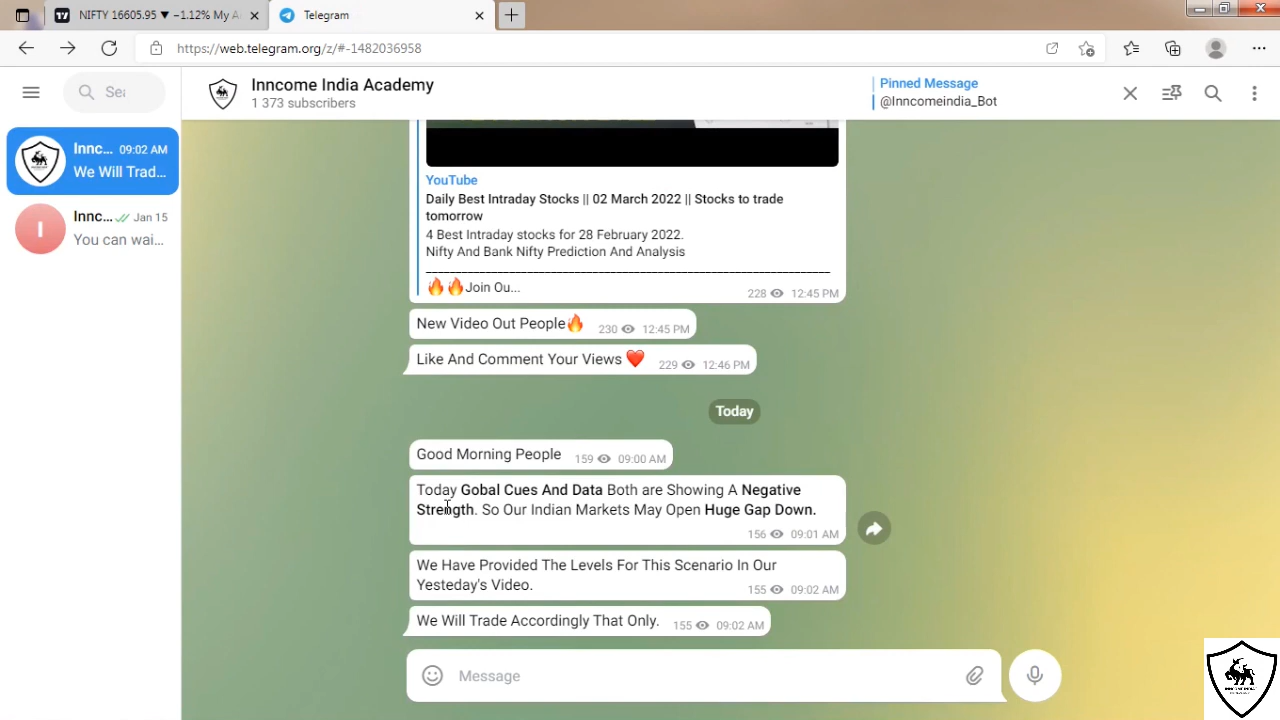 NIFTY 16605.95 ▼ −1.12% My A
Telegram
https://web.telegram.org/z/#-1482036958
Sea
Inncome India Academy
1 373 subscribers
Pinned Message
@Inncomeindia_Bot
Innc... 09:02 AM
We Will Trad...
I
Innc... Jan 15
You can wai...
YouTube
Daily Best Intraday Stocks || 02 March 2022 || Stocks to trade
tomorrow
4 Best Intraday stocks for 28 February 2022.
Nifty And Bank Nifty Prediction And Analysis
🔥🔥Join Ou...
228 12:45 PM
New Video Out People🔥 230 12:45 PM
Like And Comment Your Views ❤️ 229 12:46 PM
Today
Good Morning People 159 09:00 AM
Today Gobal Cues And Data Both are Showing A Negative
Strength. So Our Indian Markets May Open Huge Gap Down.
156 09:01 AM
We Have Provided The Levels For This Scenario In Our
Yesteday's Video.
155 09:02 AM
We Will Trade Accordingly That Only. 155 09:02 AM
Message